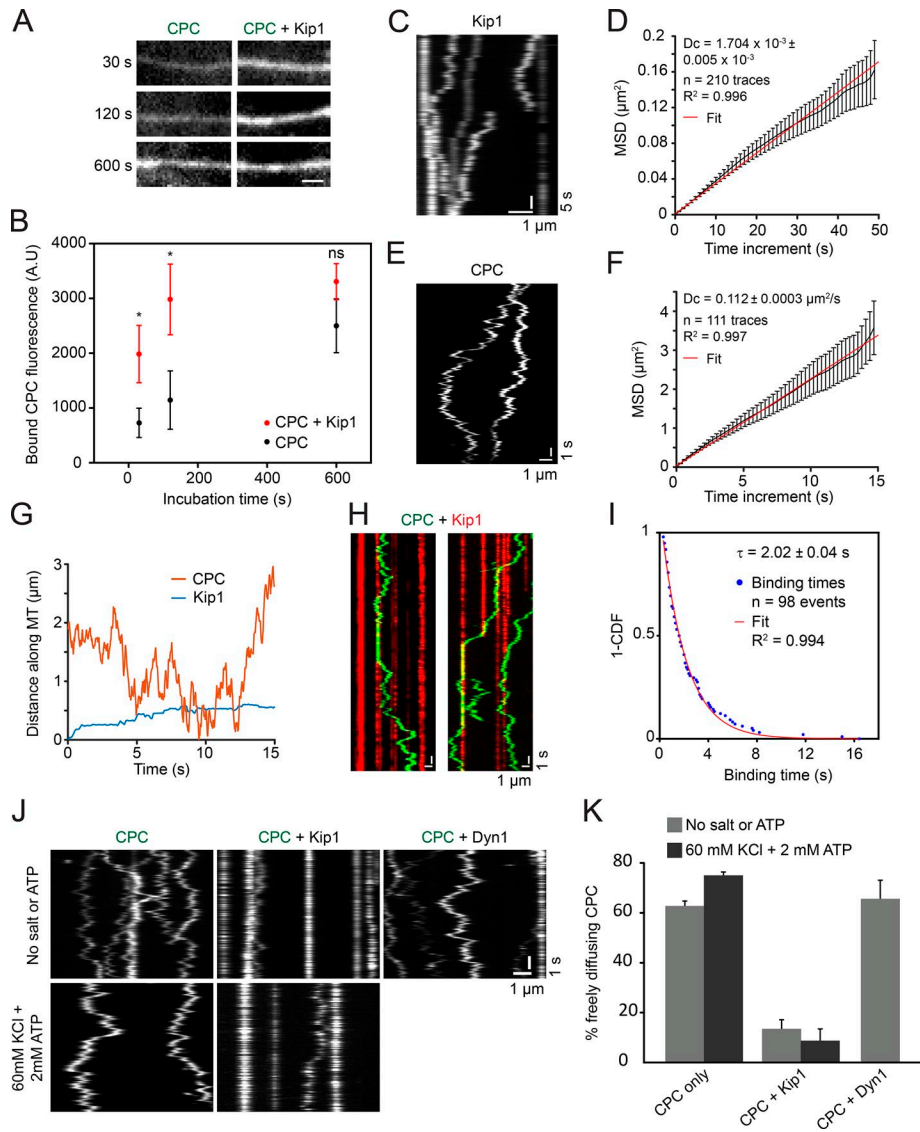 A
CPC
CPC + Kip1
30 s
120 s
600 s
B
Bound CPC fluorescence (A.U)
4000
3000
2000
1000
0
*
*
ns
CPC + Kip1
CPC
0
200
400
600
Incubation time (s)
C
Kip1
5 s
1 μm
D
MSD (μm²)
0.2
0.16
0.12
0.08
0.04
0
Dc = 1.704 x 10⁻³ ±
0.005 x 10⁻³
n = 210 traces
R² = 0.996
Fit
0
10
20
30
40
50
Time increment (s)
E
CPC
1 s
1 μm
F
MSD (μm²)
4
3
2
1
0
Dc = 0.112 ± 0.0003 μm²/s
n = 111 traces
R² = 0.997
Fit
0
5
10
15
Time increment (s)
G
Distance along MT (μm)
3
2
1
0
CPC
Kip1
0
5
10
15
Time (s)
H
CPC + Kip1
1 s
1 μm
I
1-CDF
1
0.5
0
τ = 2.02 ± 0.04 s
Binding times
n = 98 events
Fit
R² = 0.994
0
4
8
12
16
Binding time (s)
J
CPC
CPC + Kip1
CPC + Dyn1
No salt or ATP
60mM KCl +
2mM ATP
1 s
1 μm
K
No salt or ATP
60 mM KCl + 2 mM ATP
% freely diffusing CPC
80
60
40
20
0
CPC only
CPC + Kip1
CPC + Dyn1